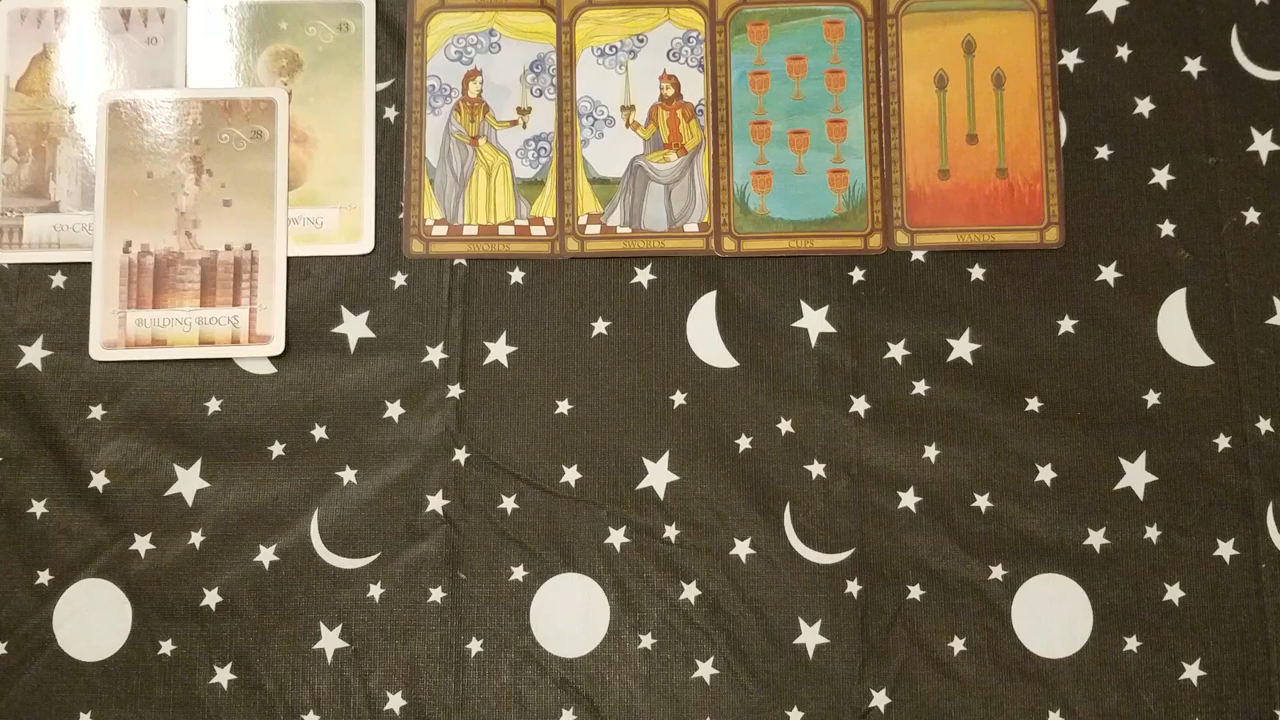 40
43
28
CO-CRE
OWING
BUILDING BLOCKS
SWORDS
SWORDS
CUPS
WANDS